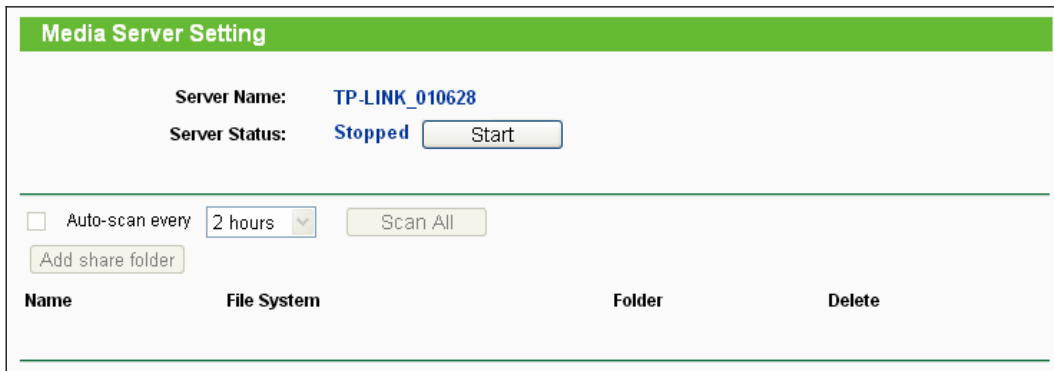 Media Server Setting
Server Name: TP-LINK_010628
Server Status: Stopped Start
Auto-scan every 2 hours Scan All
Add share folder
Name File System Folder Delete